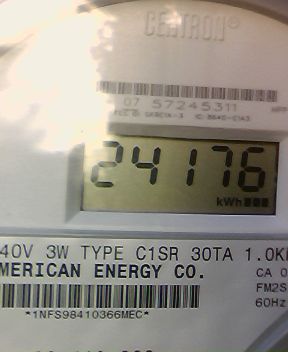 CENTRON®
07 57245311
24176
kWh
40V 3W TYPE C1SR 30TA 1.0K
MERICAN ENERGY CO.
CA 0
FM2S
60Hz
*1NFS98410366MEC*